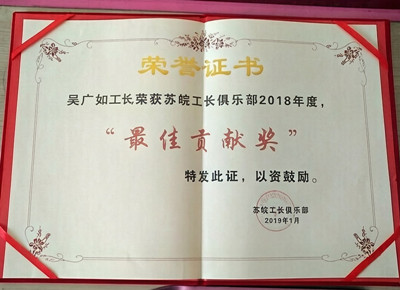 荣誉证书
吴广如工长荣获苏皖工长俱乐部2018年度，
“最佳贡献奖”
特发此证，以资鼓励。
苏皖工长俱乐部
2019年1月